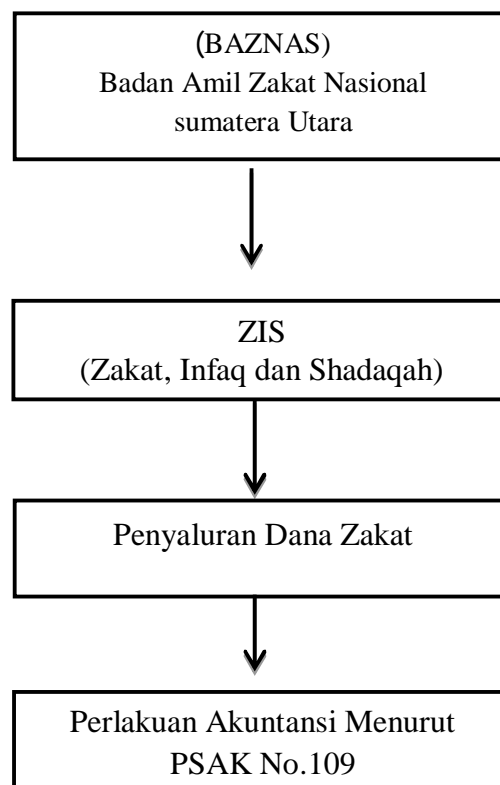 (BAZNAS)
Badan Amil Zakat Nasional
sumatera Utara
ZIS
(Zakat, Infaq dan Shadaqah)
Penyaluran Dana Zakat
Perlakuan Akuntansi Menurut
PSAK No.109